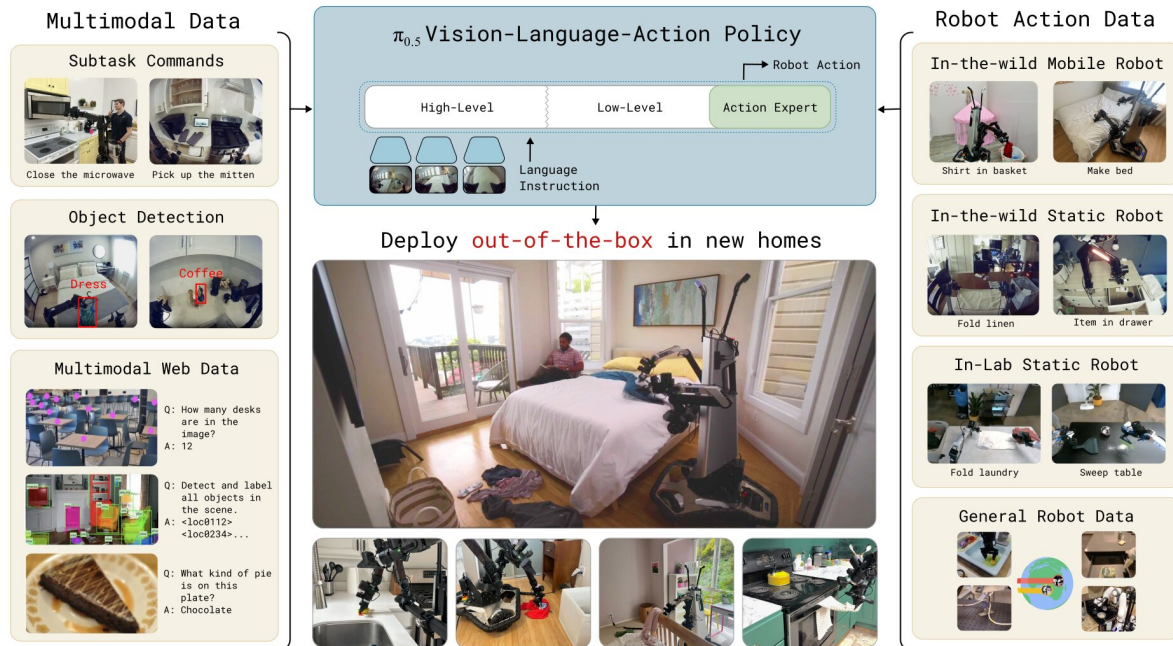 Multimodal Data
Subtask Commands
Close the microwave
Pick up the mitten
Object Detection
Dress
Coffee
Multimodal Web Data
Q: How many desks
are in the
image?
A: 12
Q: Detect and label
all objects in
the scene.
A: <loc0112>
<loc0234>...
Q: What kind of pie
is on this
plate?
A: Chocolate
π0.5 Vision-Language-Action Policy
Robot Action
High-Level
Low-Level
Action Expert
Language
Instruction
Deploy out-of-the-box in new homes
Robot Action Data
In-the-wild Mobile Robot
Shirt in basket
Make bed
In-the-wild Static Robot
Fold linen
Item in drawer
In-Lab Static Robot
Fold laundry
Sweep table
General Robot Data